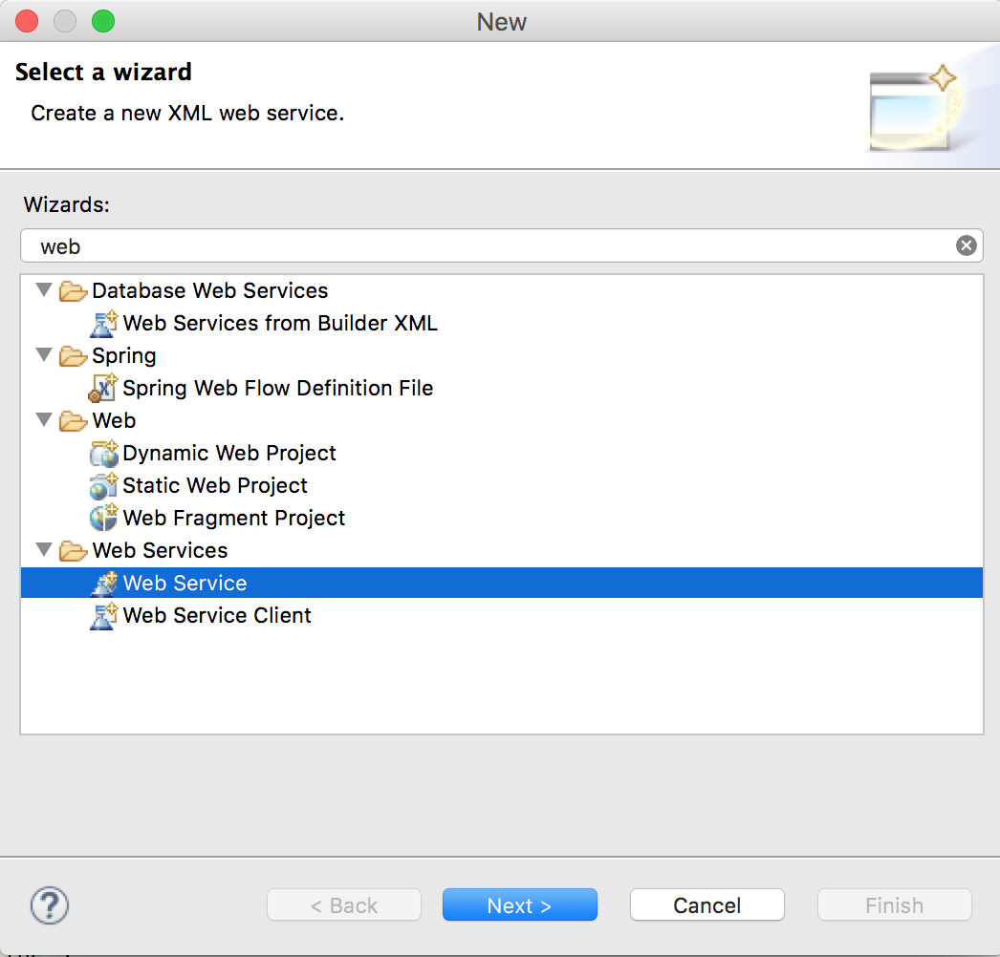 New
Select a wizard
Create a new XML web service.
Wizards:
web
Database Web Services
Web Services from Builder XML
Spring
Spring Web Flow Definition File
Web
Dynamic Web Project
Static Web Project
Web Fragment Project
Web Services
Web Service
Web Service Client
?
< Back
Next >
Cancel
Finish